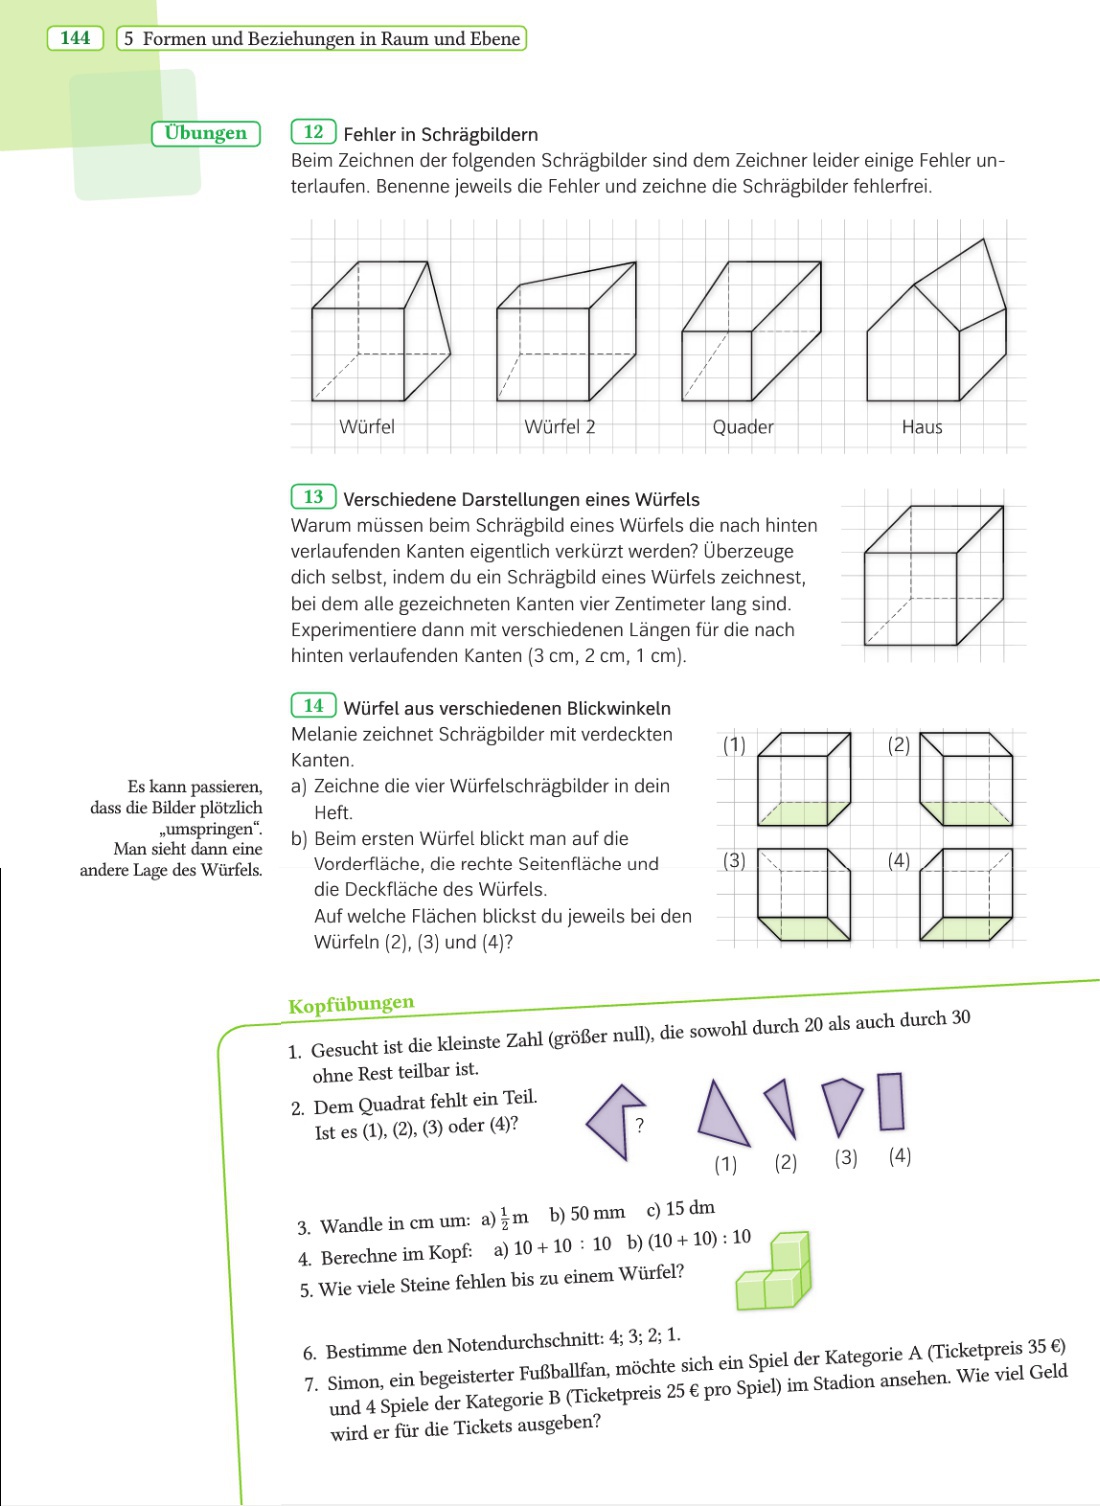 144
5 Formen und Beziehungen in Raum und Ebene
Übungen
12 Fehler in Schrägbildern
Beim Zeichnen der folgenden Schrägbilder sind dem Zeichner leider einige Fehler un-
terlaufen. Benenne jeweils die Fehler und zeichne die Schrägbilder fehlerfrei.
Würfel
Würfel 2
Quader
Haus
13 Verschiedene Darstellungen eines Würfels
Warum müssen beim Schrägbild eines Würfels die nach hinten
verlaufenden Kanten eigentlich verkürzt werden? Überzeuge
dich selbst, indem du ein Schrägbild eines Würfels zeichnest,
bei dem alle gezeichneten Kanten vier Zentimeter lang sind.
Experimentiere dann mit verschiedenen Längen für die nach
hinten verlaufenden Kanten (3 cm, 2 cm, 1 cm).
14 Würfel aus verschiedenen Blickwinkeln
Melanie zeichnet Schrägbilder mit verdeckten
Kanten.
a) Zeichne die vier Würfelschrägbilder in dein
Heft.
b) Beim ersten Würfel blickt man auf die
Vorderfläche, die rechte Seitenfläche und
die Deckfläche des Würfels.
Auf welche Flächen blickst du jeweils bei den
Würfeln (2), (3) und (4)?
(1)
(2)
(3)
(4)
Es kann passieren,
dass die Bilder plötzlich
„umspringen“.
Man sieht dann eine
andere Lage des Würfels.
Kopfübungen
1. Gesucht ist die kleinste Zahl (größer null), die sowohl durch 20 als auch durch 30
ohne Rest teilbar ist.
2. Dem Quadrat fehlt ein Teil.
Ist es (1), (2), (3) oder (4)?
?
(1)
(2)
(3)
(4)
3. Wandle in cm um: a) ½ m b) 50 mm c) 15 dm
4. Berechne im Kopf: a) 10 + 10 : 10 b) (10 + 10) : 10
5. Wie viele Steine fehlen bis zu einem Würfel?
6. Bestimme den Notendurchschnitt: 4; 3; 2; 1.
7. Simon, ein begeisterter Fußballfan, möchte sich ein Spiel der Kategorie A (Ticketpreis 35 €)
und 4 Spiele der Kategorie B (Ticketpreis 25 € pro Spiel) im Stadion ansehen. Wie viel Geld
wird er für die Tickets ausgeben?